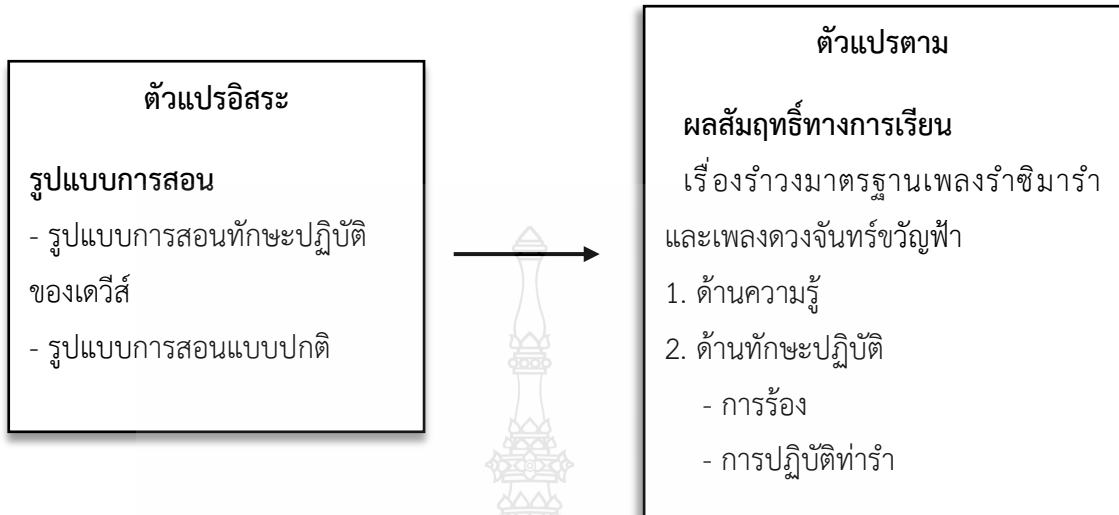 ตัวแปรอิสระ
รูปแบบการสอน
- รูปแบบการสอนทักษะปฏิบัติ
ของเดวีส์
- รูปแบบการสอนแบบปกติ
ตัวแปรตาม
ผลสัมฤทธิ์ทางการเรียน
เรื่องรำวงมาตรฐานเพลงรำซิมารำ
และเพลงดวงจันทร์ขวัญฟ้า
1. ด้านความรู้
2. ด้านทักษะปฏิบัติ
- การร้อง
- การปฏิบัติท่ารำ